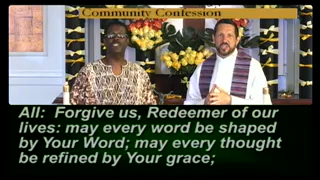 Community Confession
All: Forgive us, Redeemer of our
lives: may every word be shaped
by Your Word; may every thought
be refined by Your grace;